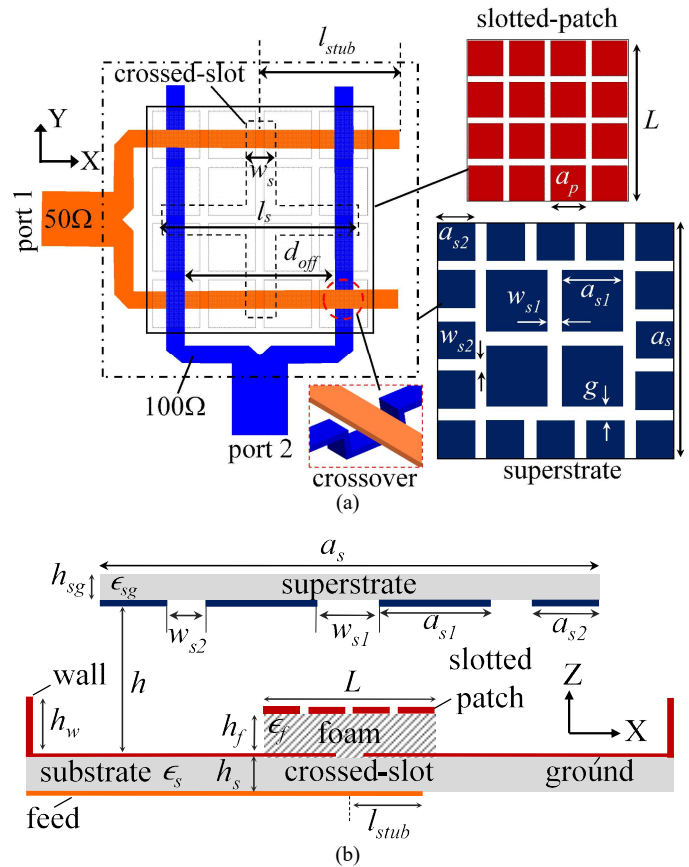 slotted-patch
l_stub
crossed-slot
Y
X
w_s
l_s
d_off
port 1
50Ω
100Ω
port 2
crossover
L
a_p
a_s2
w_s1
a_s1
w_s2
a_s
g
superstrate
(a)
a_s
h_sg
ϵ_sg
superstrate
w_s2
w_s1
a_s1
a_s2
wall
h
L
slotted
patch
Z
X
h_w
h_f
ϵ_f
foam
substrate ϵ_s
h_s
crossed-slot
ground
feed
l_stub
(b)